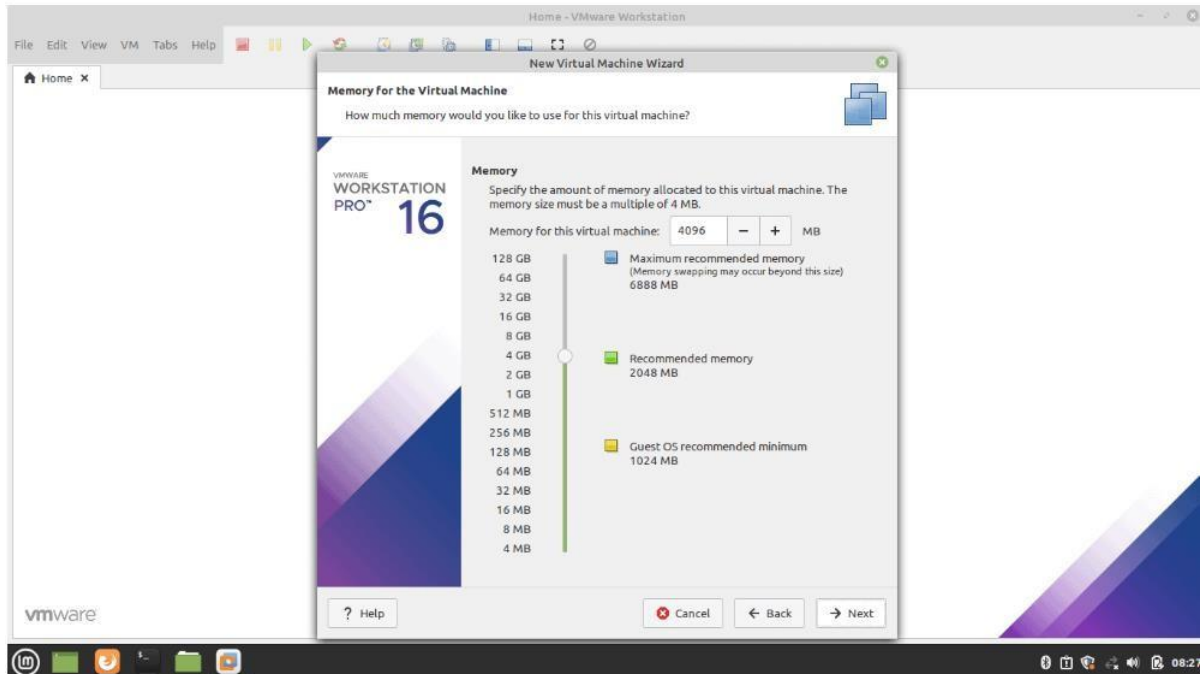 Home - VMware Workstation
File Edit View VM Tabs Help
Home
New Virtual Machine Wizard
Memory for the Virtual Machine
How much memory would you like to use for this virtual machine?
VMWARE
WORKSTATION
PRO™ 16
Memory
Specify the amount of memory allocated to this virtual machine. The
memory size must be a multiple of 4 MB.
Memory for this virtual machine: 4096 − + MB
128 GB
64 GB
32 GB
16 GB
8 GB
4 GB
2 GB
1 GB
512 MB
256 MB
128 MB
64 MB
32 MB
16 MB
8 MB
4 MB
Maximum recommended memory
(Memory swapping may occur beyond this size)
6888 MB
Recommended memory
2048 MB
Guest OS recommended minimum
1024 MB
? Help
Cancel
Back
Next
vmware
08:27